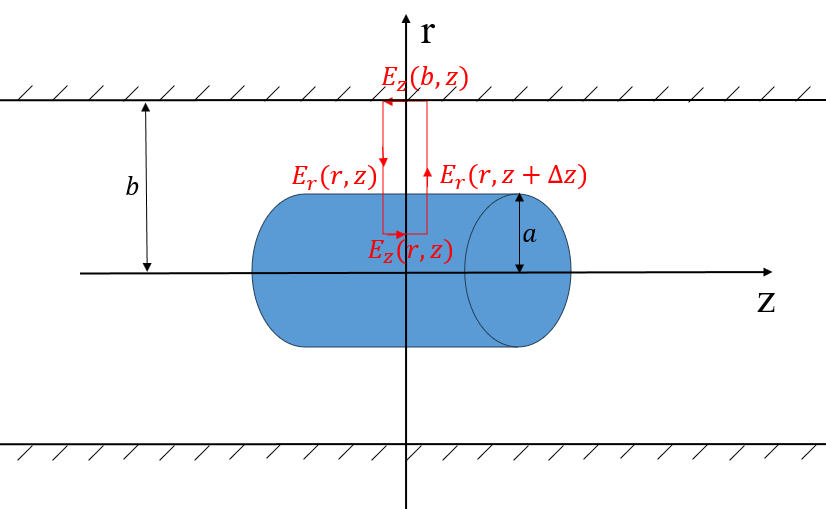 r
E_z(b, z)
b
E_r(r, z)
E_r(r, z + Δz)
a
E_z(r, z)
z